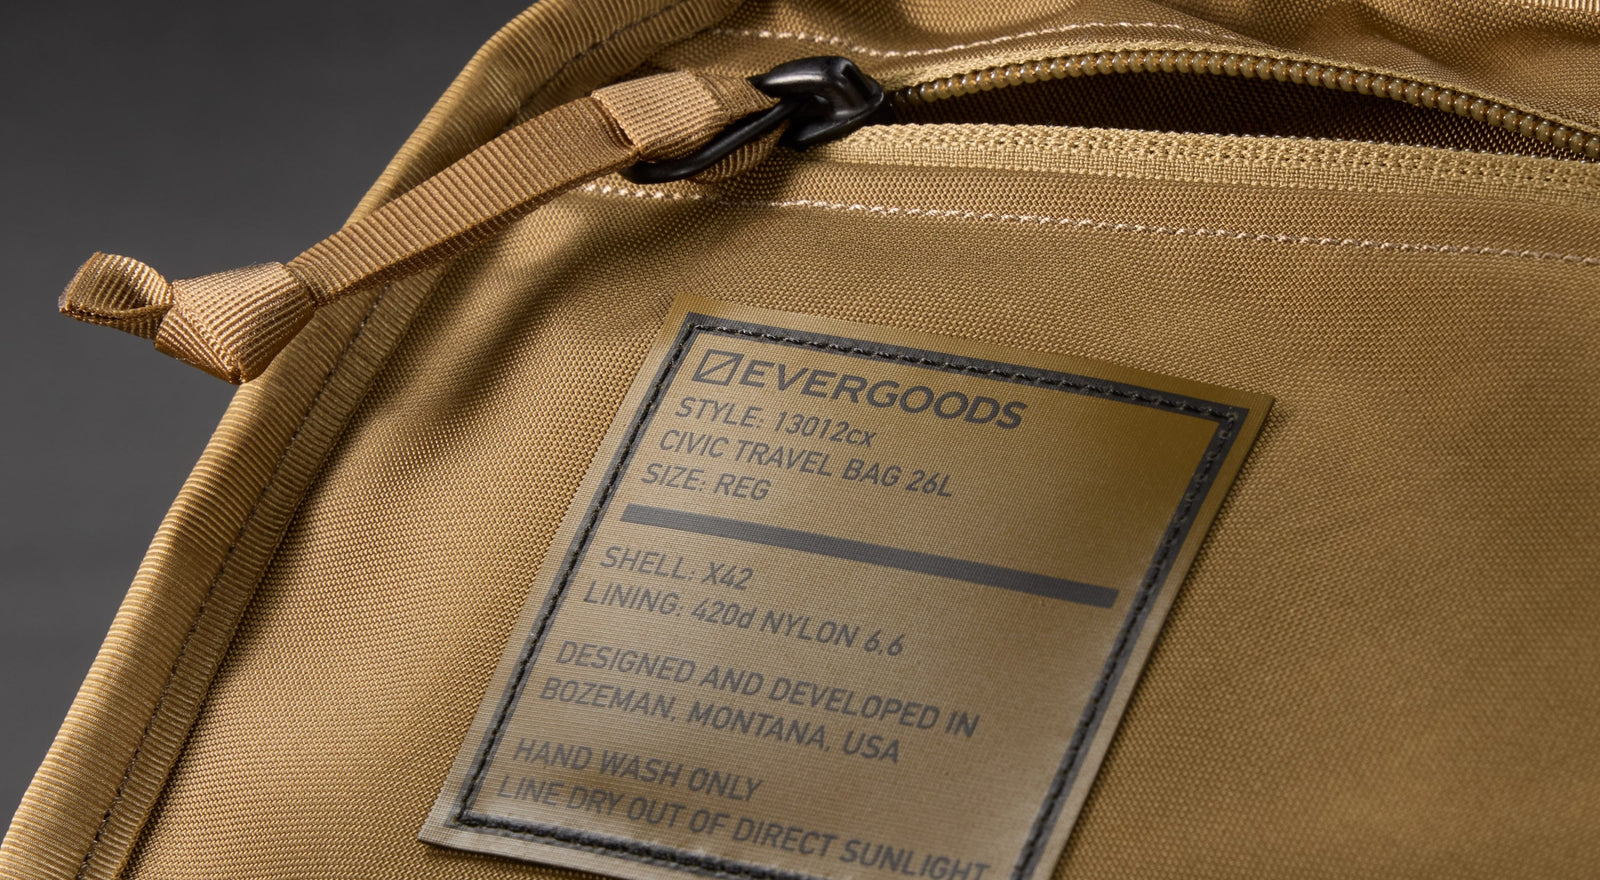 EVERGOODS
STYLE: 13012cx
CIVIC TRAVEL BAG 26L
SIZE: REG
SHELL: X42
LINING: 420d NYLON 6.6
DESIGNED AND DEVELOPED IN
BOZEMAN, MONTANA, USA
HAND WASH ONLY
LINE DRY OUT OF DIRECT SUNLIGHT